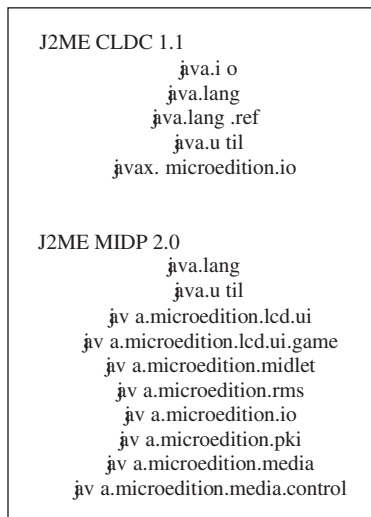 J2ME CLDC 1.1
java.i o
java.lang
java.lang .ref
java.u til
javax. microedition.io
J2ME MIDP 2.0
java.lang
java.u til
jav a.microedition.lcd.ui
jav a.microedition.lcd.ui.game
jav a.microedition.midlet
jav a.microedition.rms
jav a.microedition.io
jav a.microedition.pki
jav a.microedition.media
jav a.microedition.media.control